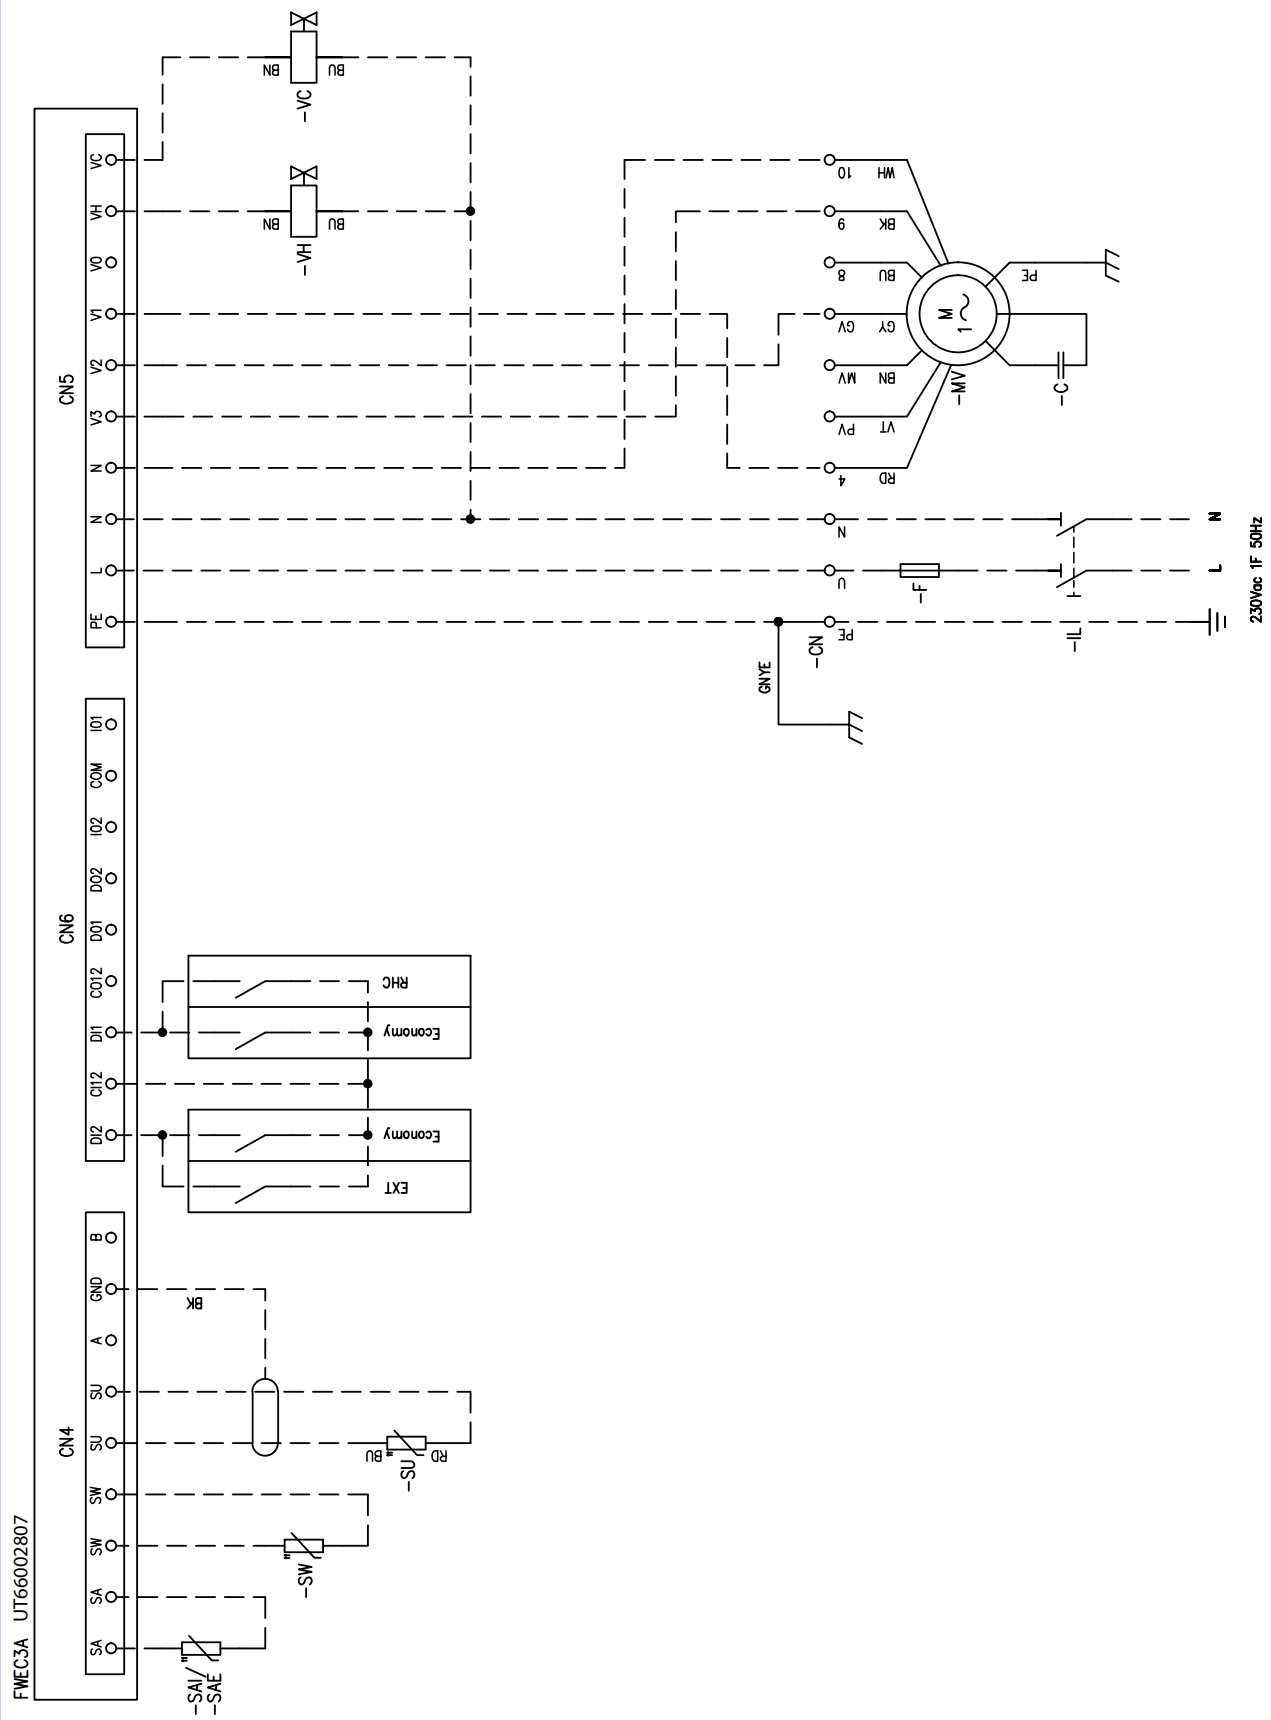 FWEC3A UT66002807
CN4
CN6
CN5
SA
SA
SW
SW
SU
SU
A
GND
B
DI2
CI12
DI1
CO12
DO1
DO2
IO2
COM
IO1
PE
L
N
N
V3
V2
V1
V0
VH
VC
-SAI/
-SAE
-SW
BU
-SU
RD
BK
EXT
Economy
Economy
RHC
BN
-VH
BU
BN
-VC
BU
GNYE
-CN
PE
U
N
4
PV
MV
GV
8
9
10
RD
VT
BN
GY
BU
BK
WH
-F
-MV
M
1
PE
-C
-IL
L
N
230Vac 1F 50Hz